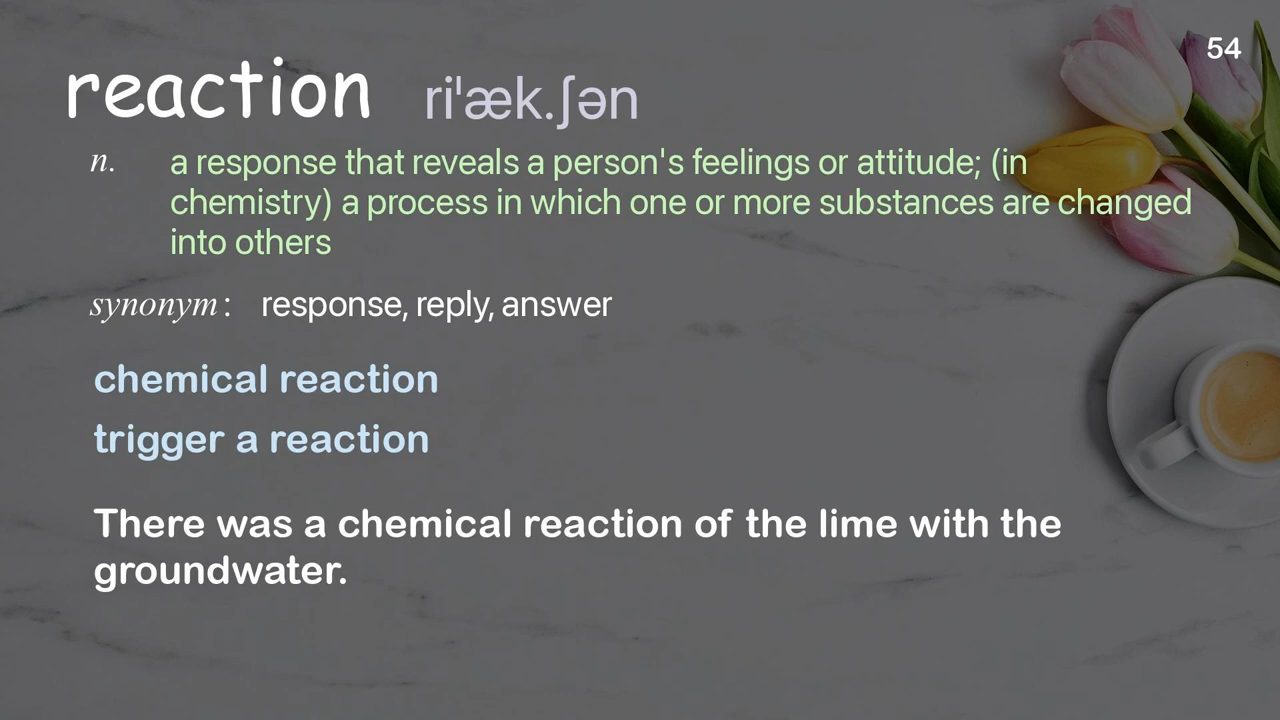 54
reaction riˈæk.ʃən
n. a response that reveals a person's feelings or attitude; (in
chemistry) a process in which one or more substances are changed
into others
synonym: response, reply, answer
chemical reaction
trigger a reaction
There was a chemical reaction of the lime with the
groundwater.